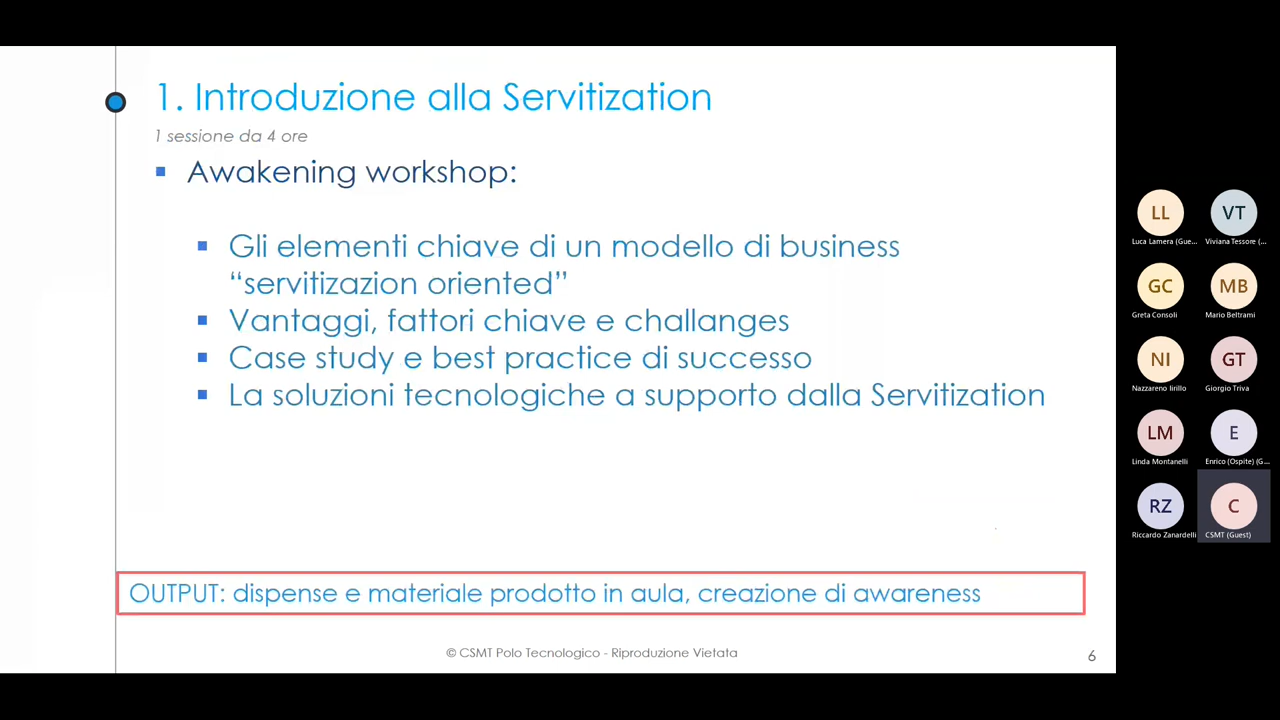 1. Introduzione alla Servitization
1 sessione da 4 ore
Awakening workshop:
Gli elementi chiave di un modello di business
“servitizazion oriented”
Vantaggi, fattori chiave e challanges
Case study e best practice di successo
La soluzioni tecnologiche a supporto dalla Servitization
OUTPUT: dispense e materiale prodotto in aula, creazione di awareness
© CSMT Polo Tecnologico - Riproduzione Vietata
6
LL VT
Luca Lamera (Gue... Viviana Tessore (...
GC MB
Greta Consoli Mario Beltrami
NI GT
Nazzareno Iirillo Giorgio Triva
LM E
Linda Montanelli Enrico (Ospite) (G...
RZ C
Riccardo Zanardelli CSMT (Guest)